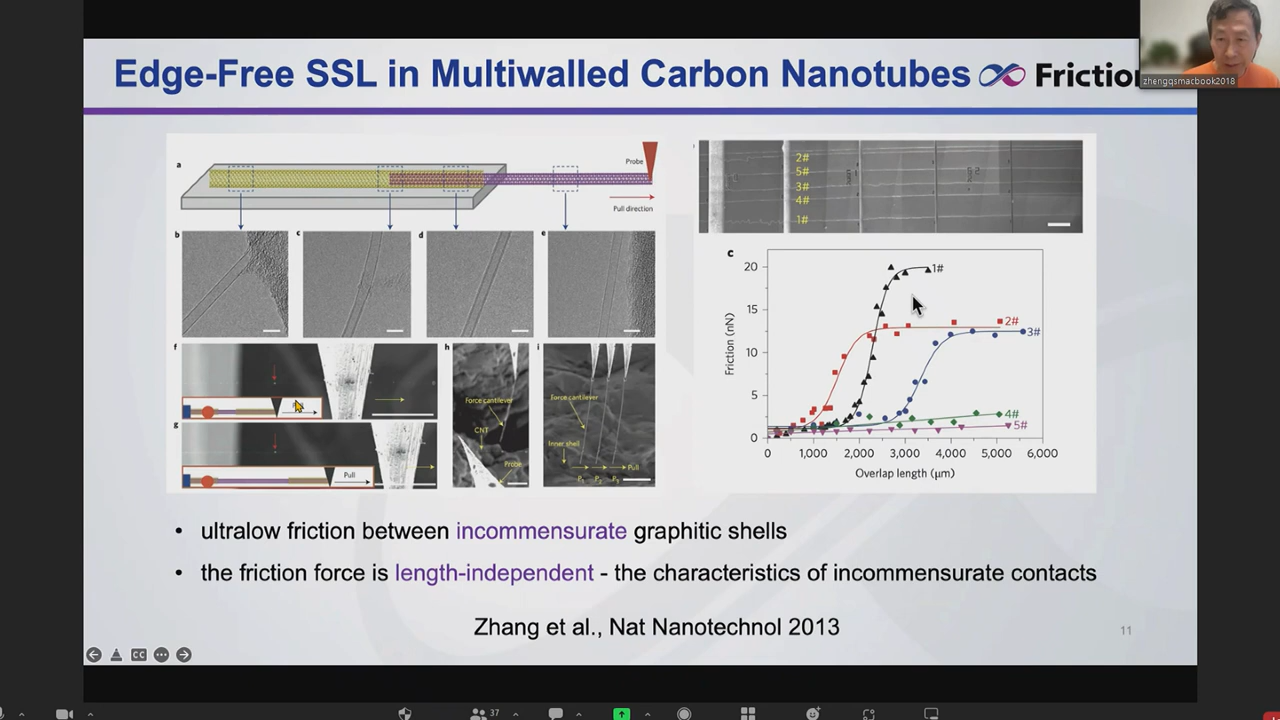 Edge-Free SSL in Multiwalled Carbon Nanotubes
Frictio
zhengqsmacbook2018
a
Probe
Pull direction
b
c
d
e
f
g
Pull
h
Force cantilever
CNT
Probe
i
Force cantilever
Inner shell
P1 P2 P3
Pull
2#
5#
3#
4#
1#
c
Friction (nN)
20
15
10
5
0
1#
2#
3#
4#
5#
0 1,000 2,000 3,000 4,000 5,000 6,000
Overlap length (μm)
• ultralow friction between incommensurate graphitic shells
• the friction force is length-independent - the characteristics of incommensurate contacts
Zhang et al., Nat Nanotechnol 2013
11
CC
37